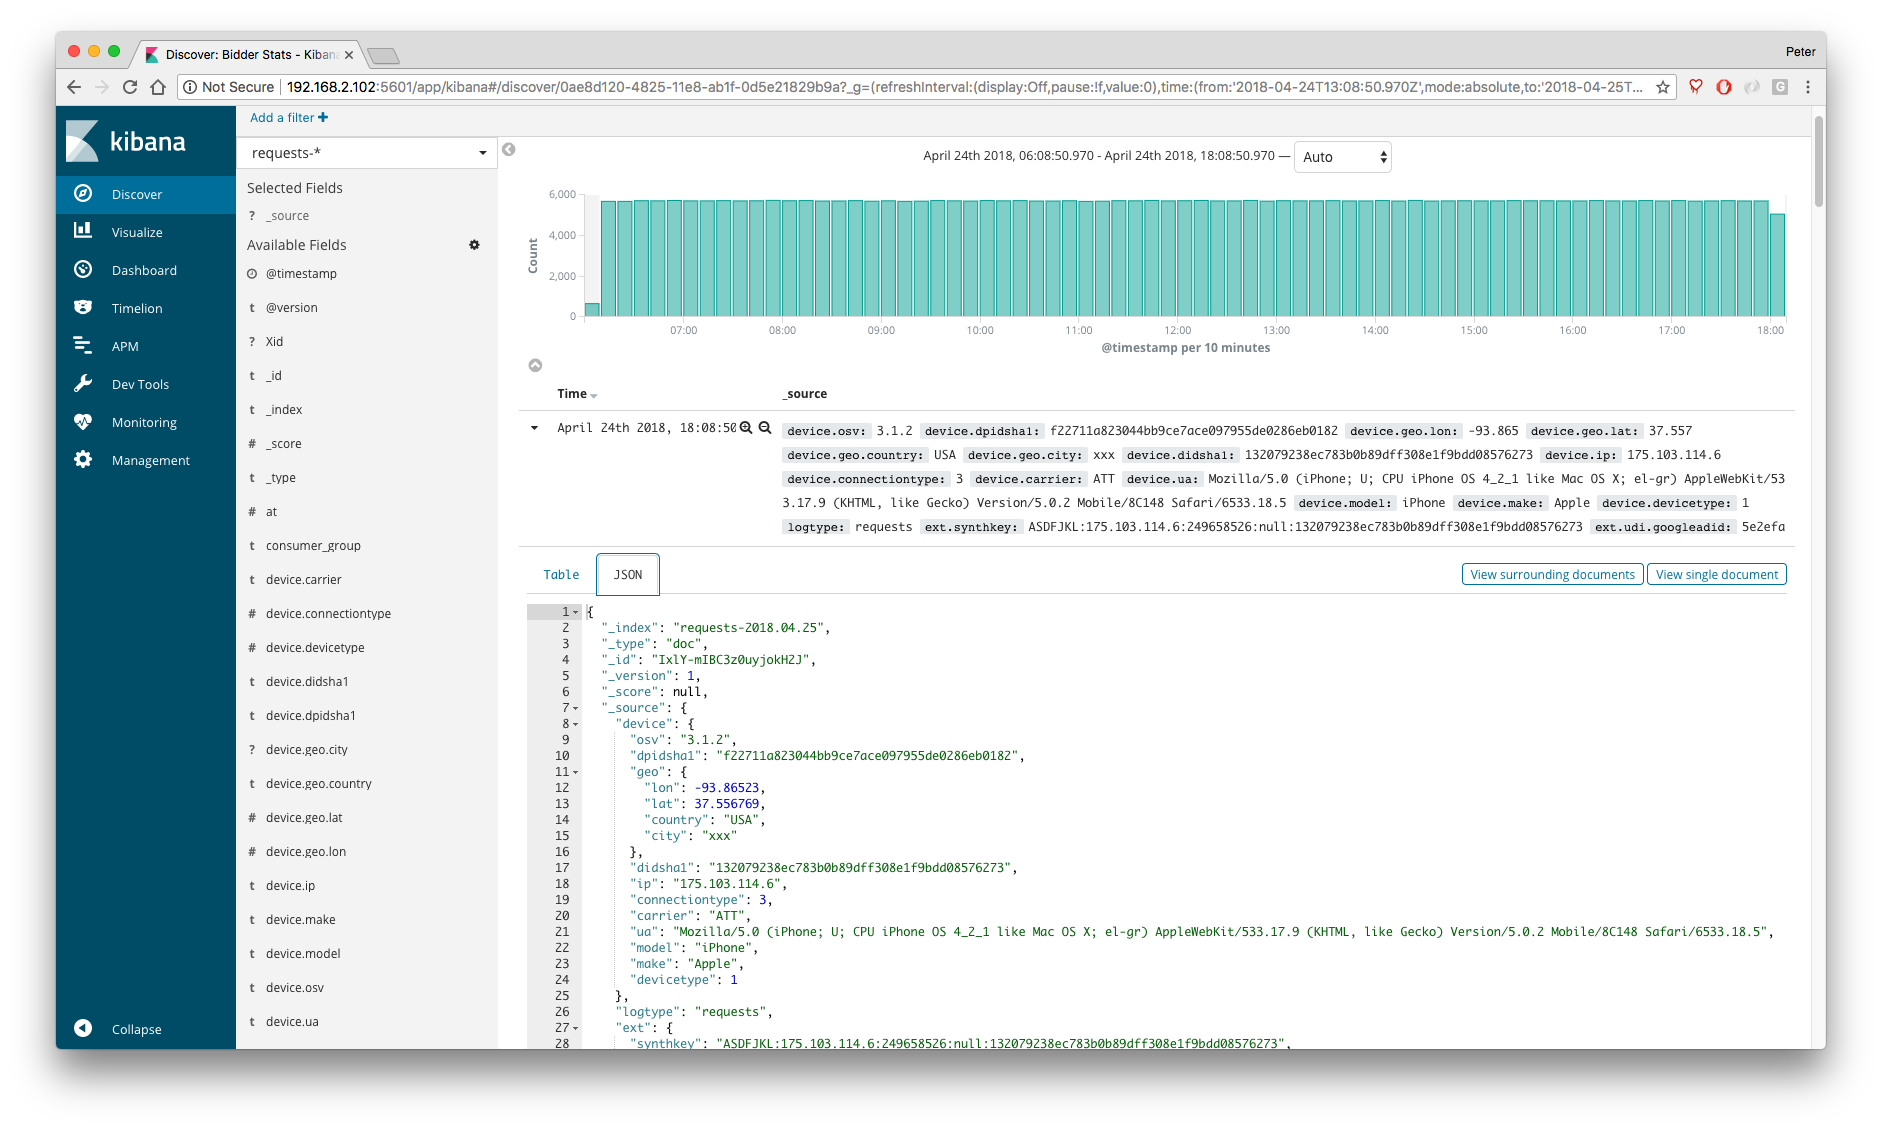 Discover: Bidder Stats - Kibana
Peter
Not Secure | 192.168.2.102:5601/app/kibana#/discover/0ae8d120-4825-11e8-ab1f-0d5e21829b9a?_g=(refreshInterval:(display:Off,pause:!f,value:0),time:(from:'2018-04-24T13:08:50.970Z',mode:absolute,to:'2018-04-25T...
G
kibana
Discover
Visualize
Dashboard
Timelion
APM
Dev Tools
Monitoring
Management
Collapse
Add a filter +
requests-*
Selected Fields
? _source
Available Fields
@timestamp
t @version
? Xid
t _id
t _index
# _score
t _type
# at
t consumer_group
t device.carrier
# device.connectiontype
# device.devicetype
t device.didsha1
t device.dpidsha1
? device.geo.city
t device.geo.country
# device.geo.lat
# device.geo.lon
t device.ip
t device.make
t device.model
t device.osv
t device.ua
April 24th 2018, 06:08:50.970 - April 24th 2018, 18:08:50.970 — Auto
Count
6,000
4,000
2,000
0
07:00 08:00 09:00 10:00 11:00 12:00 13:00 14:00 15:00 16:00 17:00 18:00
@timestamp per 10 minutes
Time _source
April 24th 2018, 18:08:50
device.osv: 3.1.2 device.dpidsha1: f22711a823044bb9ce7ace097955de0286eb0182 device.geo.lon: -93.865 device.geo.lat: 37.557
device.geo.country: USA device.geo.city: xxx device.didsha1: 132079238ec783b0b89dff308e1f9bdd08576273 device.ip: 175.103.114.6
device.connectiontype: 3 device.carrier: ATT device.ua: Mozilla/5.0 (iPhone; U; CPU iPhone OS 4_2_1 like Mac OS X; el-gr) AppleWebKit/53
3.17.9 (KHTML, like Gecko) Version/5.0.2 Mobile/8C148 Safari/6533.18.5 device.model: iPhone device.make: Apple device.devicetype: 1
logtype: requests ext.synthkey: ASDFJKL:175.103.114.6:249658526:null:132079238ec783b0b89dff308e1f9bdd08576273 ext.udi.googleadid: 5e2efa
Table JSON View surrounding documents View single document
1 {
2 "_index": "requests-2018.04.25",
3 "_type": "doc",
4 "_id": "IxlY-mIBC3z0uyjokH2J",
5 "_version": 1,
6 "_score": null,
7 "_source": {
8 "device": {
9 "osv": "3.1.2",
10 "dpidsha1": "f22711a823044bb9ce7ace097955de0286eb0182",
11 "geo": {
12 "lon": -93.86523,
13 "lat": 37.556769,
14 "country": "USA",
15 "city": "xxx"
16 },
17 "didsha1": "132079238ec783b0b89dff308e1f9bdd08576273",
18 "ip": "175.103.114.6",
19 "connectiontype": 3,
20 "carrier": "ATT",
21 "ua": "Mozilla/5.0 (iPhone; U; CPU iPhone OS 4_2_1 like Mac OS X; el-gr) AppleWebKit/533.17.9 (KHTML, like Gecko) Version/5.0.2 Mobile/8C148 Safari/6533.18.5",
22 "model": "iPhone",
23 "make": "Apple",
24 "devicetype": 1
25 },
26 "logtype": "requests",
27 "ext": {
28 "synthkey": "ASDFJKL:175.103.114.6:249658526:null:132079238ec783b0b89dff308e1f9bdd08576273",